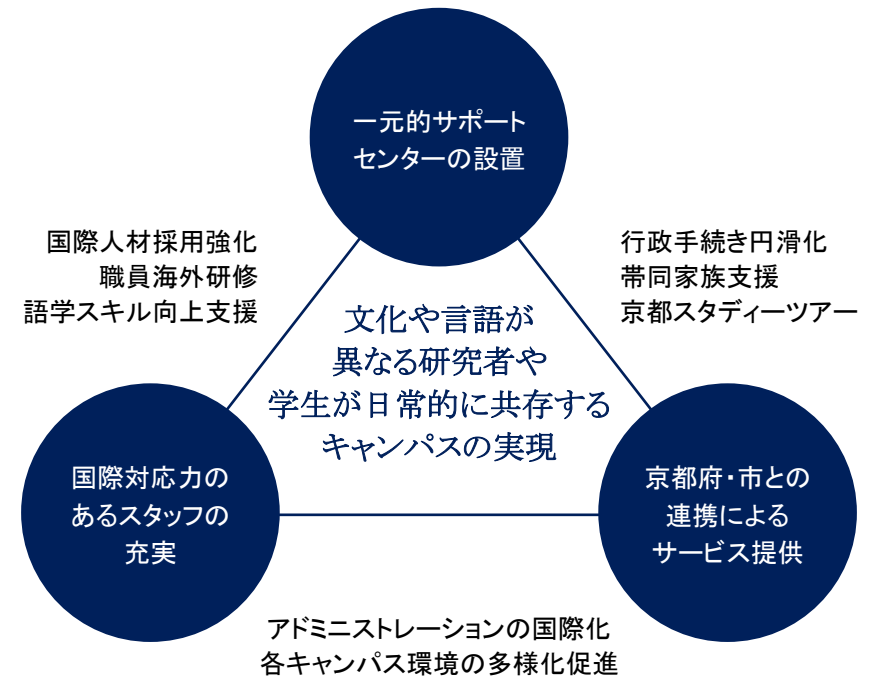 一元的サポート
センターの設置
国際人材採用強化
職員海外研修
語学スキル向上支援
行政手続き円滑化
帯同家族支援
京都スタディーツアー
文化や言語が
異なる研究者や
学生が日常的に共存する
キャンパスの実現
国際対応力の
あるスタッフの
充実
京都府・市との
連携による
サービス提供
アドミニストレーションの国際化
各キャンパス環境の多様化促進